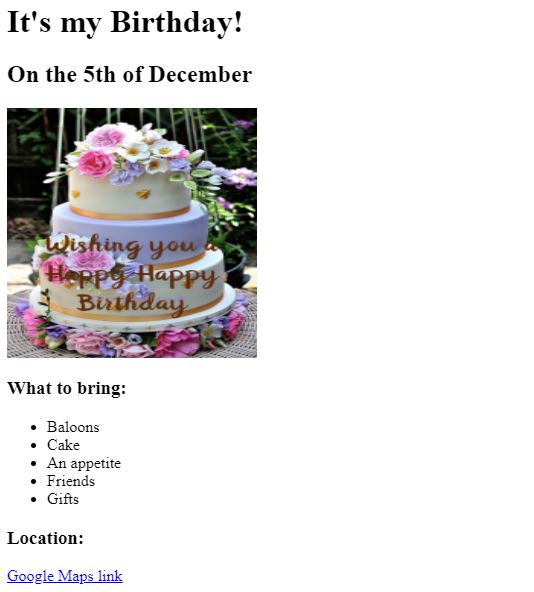 It's my Birthday!
On the 5th of December
Wishing you a
Happy Happy
Birthday
What to bring:
Baloons
Cake
An appetite
Friends
Gifts
Location:
Google Maps link